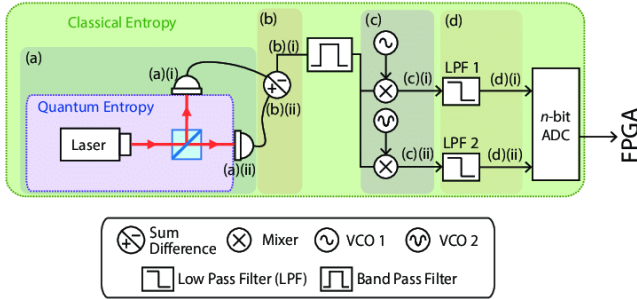 Classical Entropy
(a)
(b)
(c)
(d)
(b)(i)
(a)(i)
LPF 1
(c)(i)
(d)(i)
(b)(ii)
Quantum Entropy
n-bit
ADC
FPGA
Laser
LPF 2
(c)(ii)
(d)(ii)
(a)(ii)
Sum
Difference
Mixer
VCO 1
VCO 2
Low Pass Filter (LPF)
Band Pass Filter